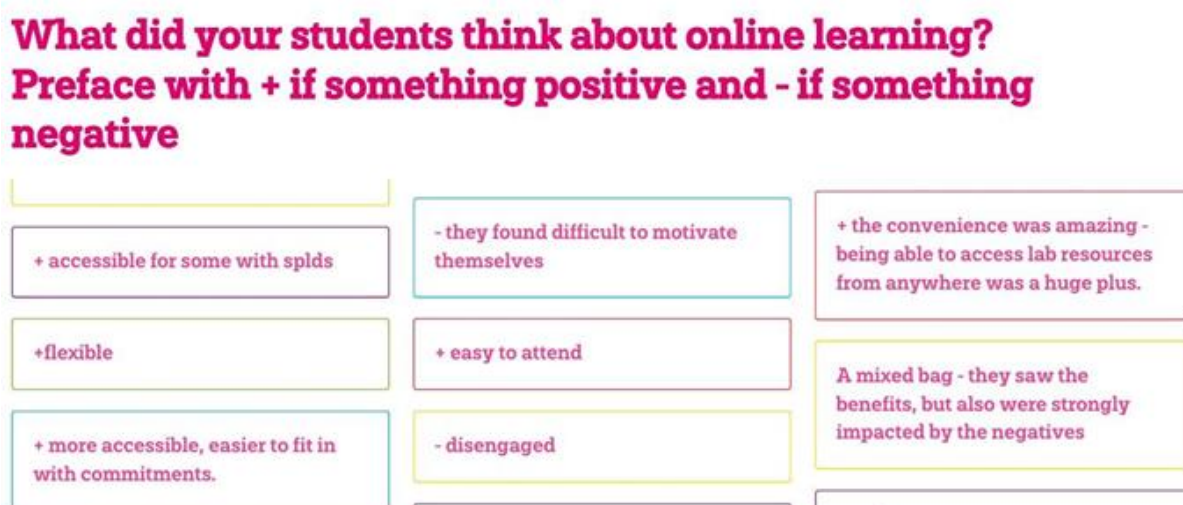 What did your students think about online learning?
Preface with + if something positive and - if something
negative
+ accessible for some with splds
+flexible
+ more accessible, easier to fit in
with commitments.
- they found difficult to motivate
themselves
+ easy to attend
- disengaged
+ the convenience was amazing -
being able to access lab resources
from anywhere was a huge plus.
A mixed bag - they saw the
benefits, but also were strongly
impacted by the negatives